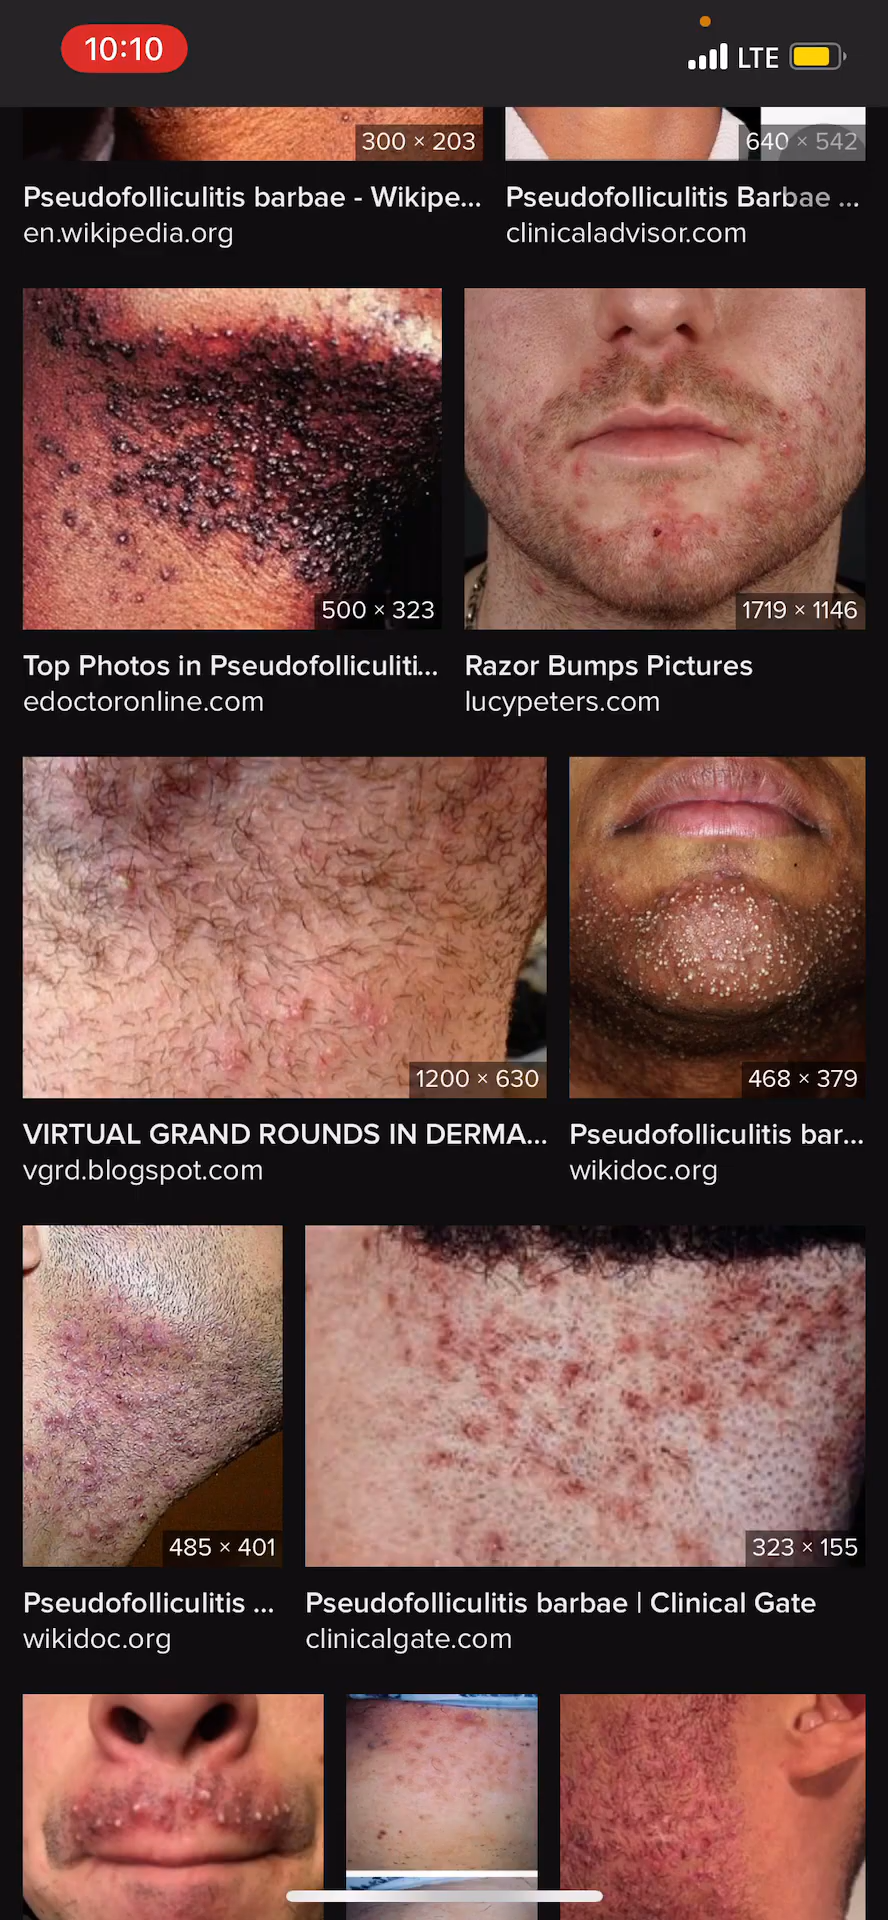 10:10
LTE
300 × 203
640 × 542
Pseudofolliculitis barbae - Wikipe...
en.wikipedia.org
Pseudofolliculitis Barbae ...
clinicaladvisor.com
500 × 323
1719 × 1146
Top Photos in Pseudofolliculiti...
edoctoronline.com
Razor Bumps Pictures
lucypeters.com
1200 × 630
468 × 379
VIRTUAL GRAND ROUNDS IN DERMA...
vgrd.blogspot.com
Pseudofolliculitis bar...
wikidoc.org
485 × 401
323 × 155
Pseudofolliculitis ...
wikidoc.org
Pseudofolliculitis barbae | Clinical Gate
clinicalgate.com